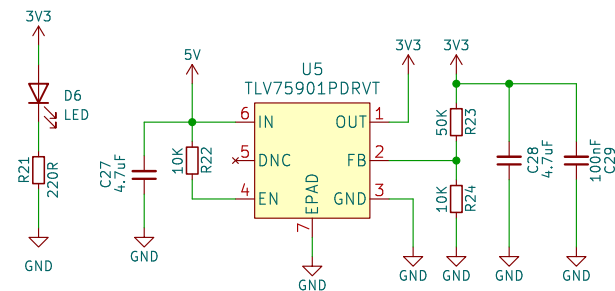 3V3
D6
LED
R21
220R
GND
5V
C27
4.7uF
GND
10K
R22
U5
TLV75901PDRVT
6
IN
OUT
1
5
DNC
FB
2
4
EN
GND
3
EPAD
7
GND
3V3
GND
3V3
50K
R23
10K
R24
GND
C28
4.7uF
GND
100nF
C29
GND